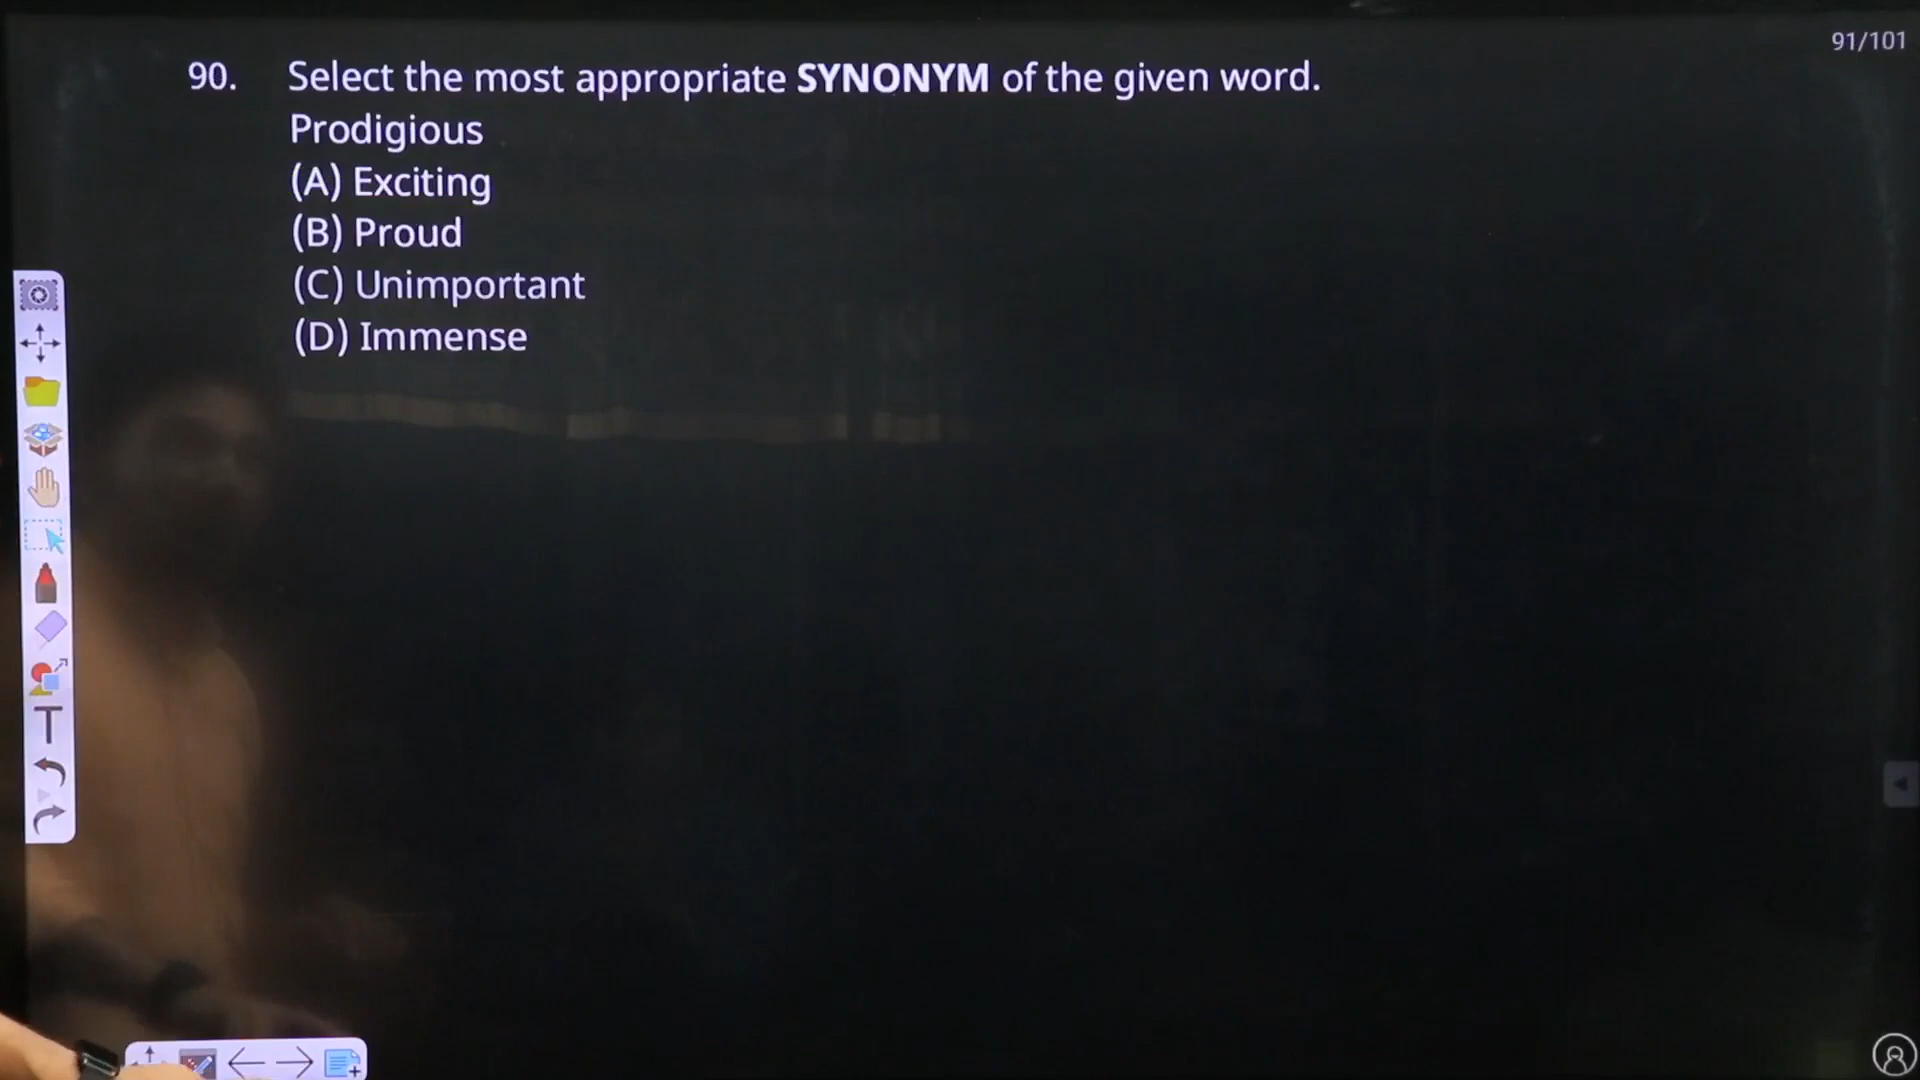 91/101
90. Select the most appropriate SYNONYM of the given word.
Prodigious
(A) Exciting
(B) Proud
(C) Unimportant
(D) Immense
T